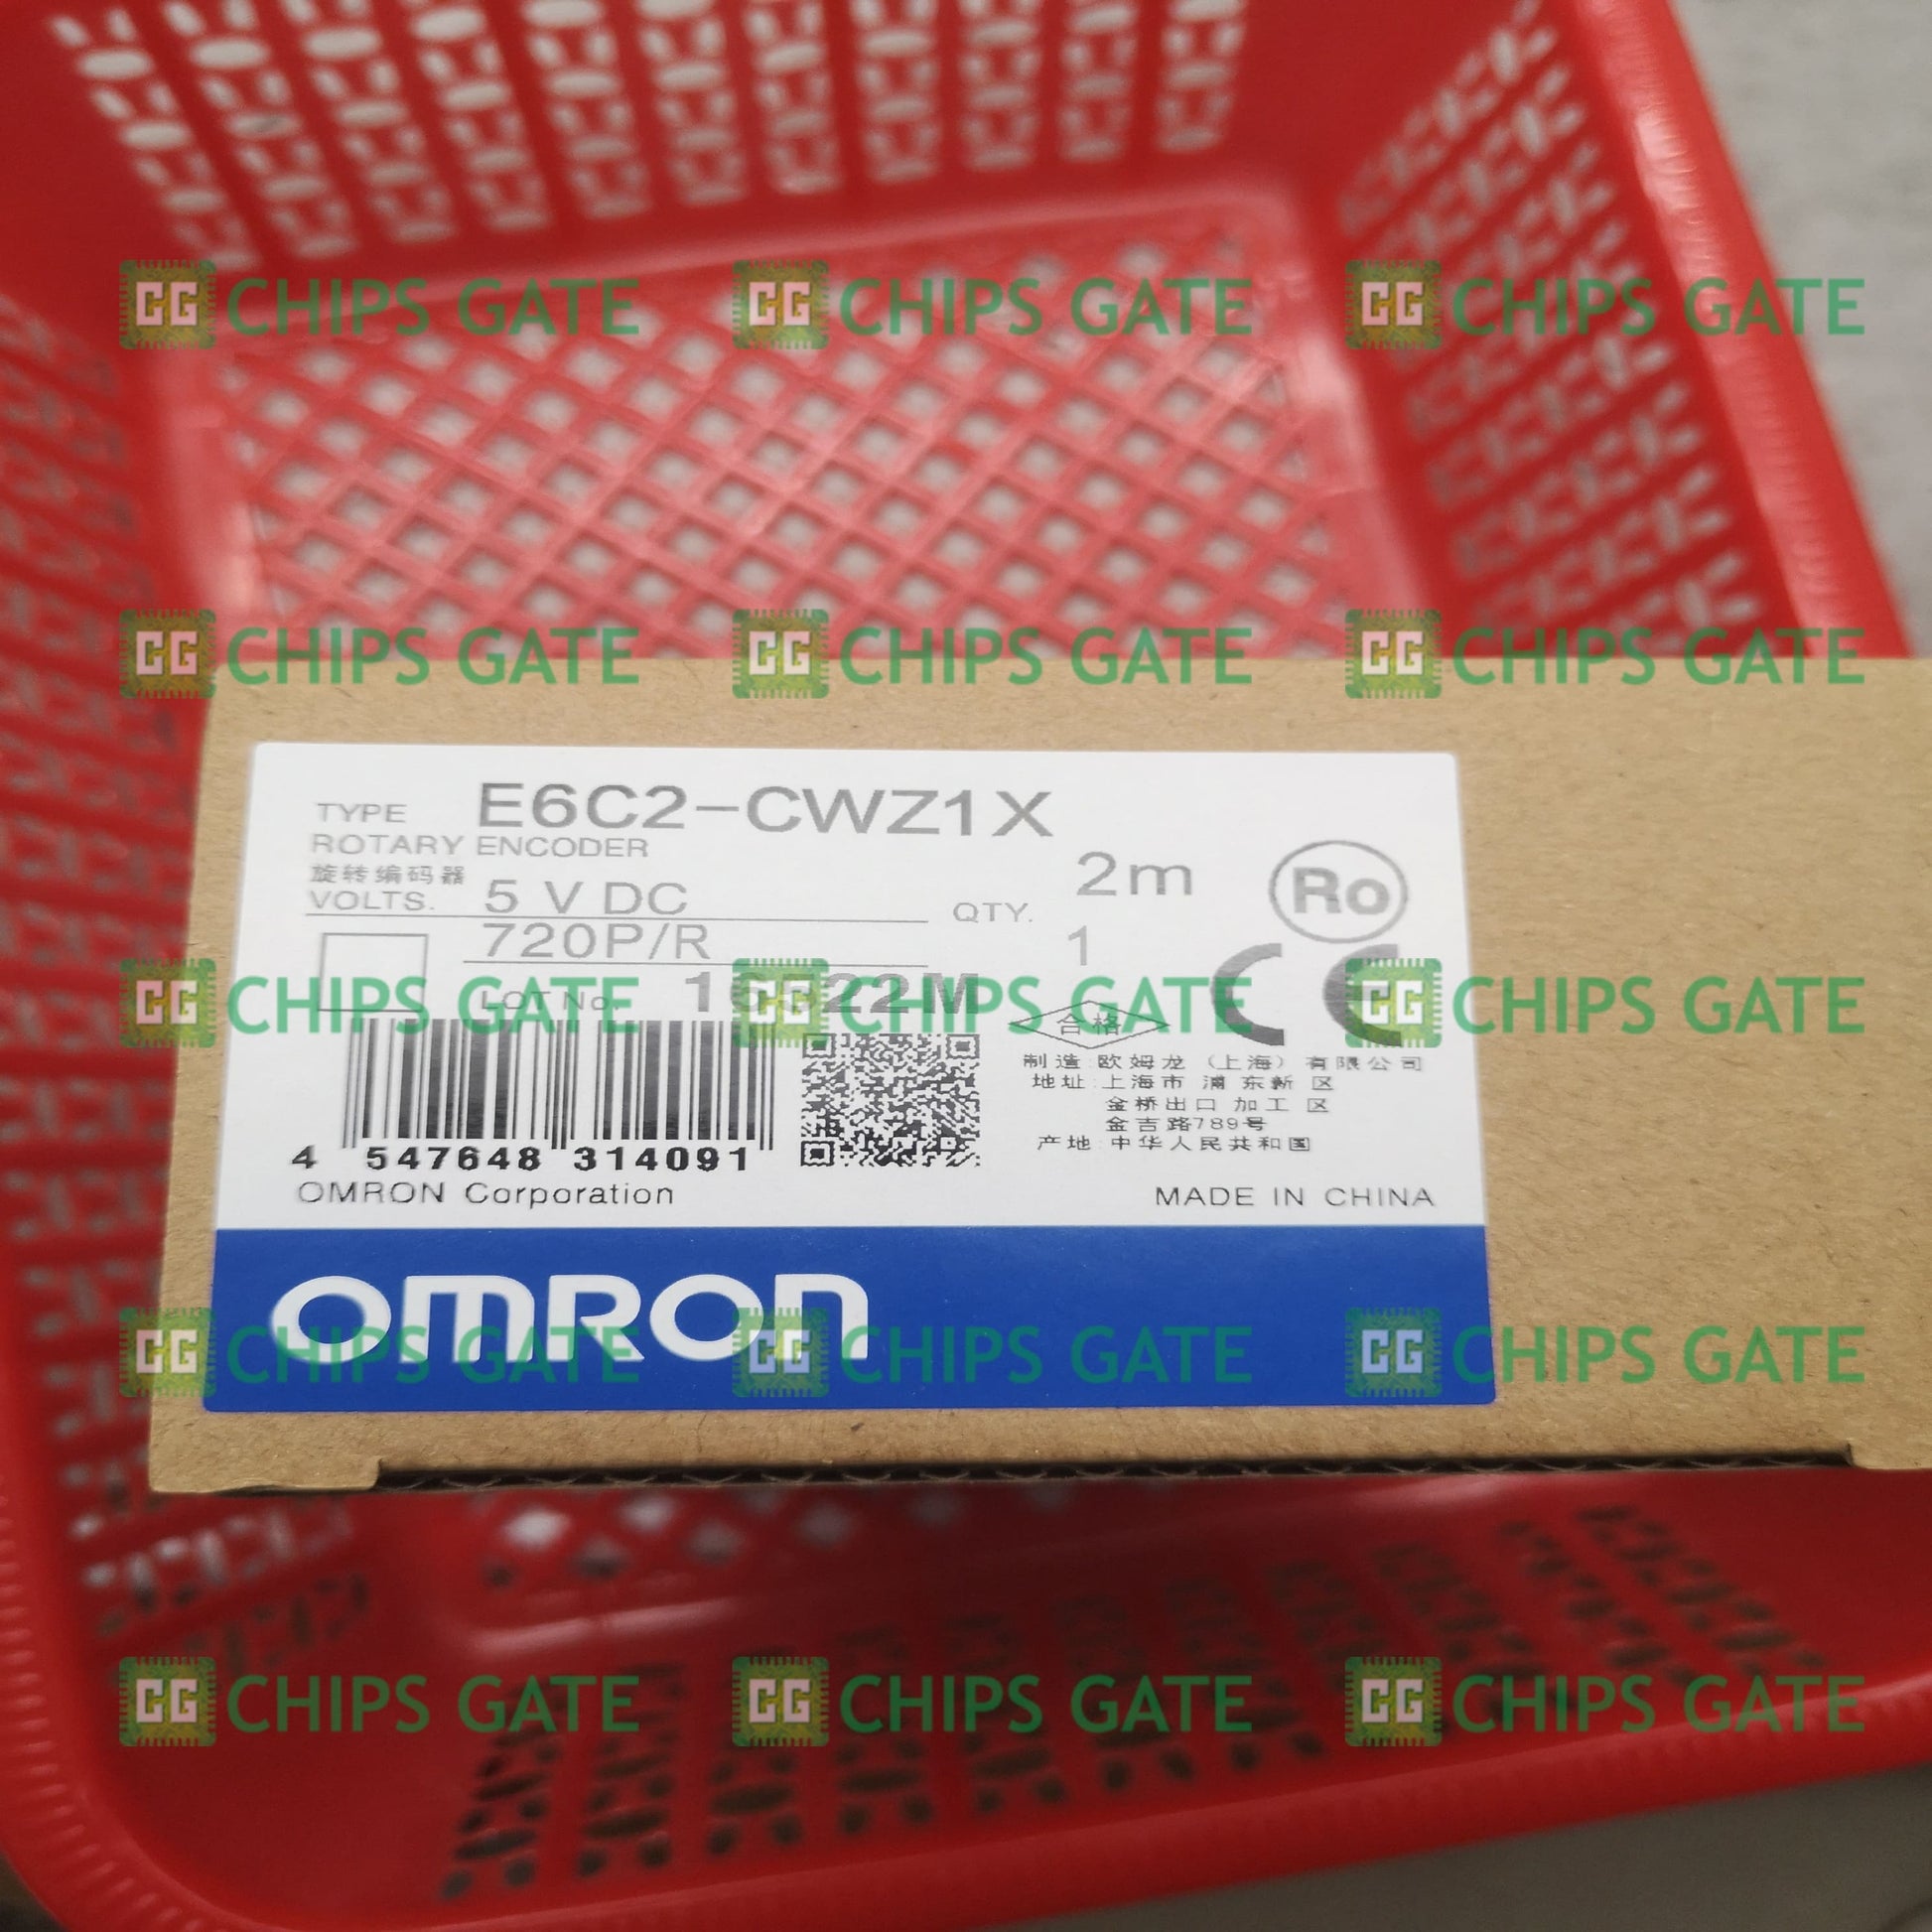 CG CHIPS GATE CG CHIPS GATE CG CHIPS GATE
CG CHIPS GATE CG CHIPS GATE CG CHIPS GATE
TYPE E6C2-CWZ1X
ROTARY ENCODER
旋转编码器
2m
Ro
VOLTS. 5 V DC
QTY. 1
720P/R
LOT No.
CE
CG CHIPS GATE CG CHIPS GATE CG CHIPS GATE
合格
制造:欧姆龙(上海)有限公司
地址:上海市浦东新区
金桥出口加工区
金吉路789号
产地:中华人民共和国
4 547648 314091
OMRON Corporation
MADE IN CHINA
OMRON
CG CHIPS GATE CG CHIPS GATE CG CHIPS GATE
CG CHIPS GATE CG CHIPS GATE CG CHIPS GATE